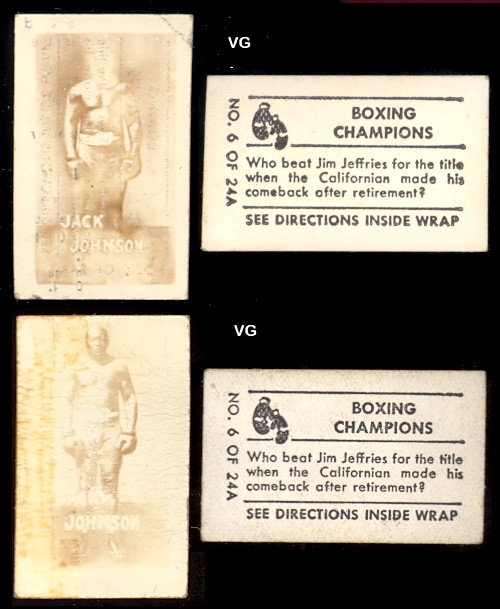 VG
JACK
JOHNSON
NO. 6 OF 24A
BOXING
CHAMPIONS
Who beat Jim Jeffries for the title
when the Californian made his
comeback after retirement?
SEE DIRECTIONS INSIDE WRAP
VG
JOHNSON
NO. 6 OF 24A
BOXING
CHAMPIONS
Who beat Jim Jeffries for the title
when the Californian made his
comeback after retirement?
SEE DIRECTIONS INSIDE WRAP